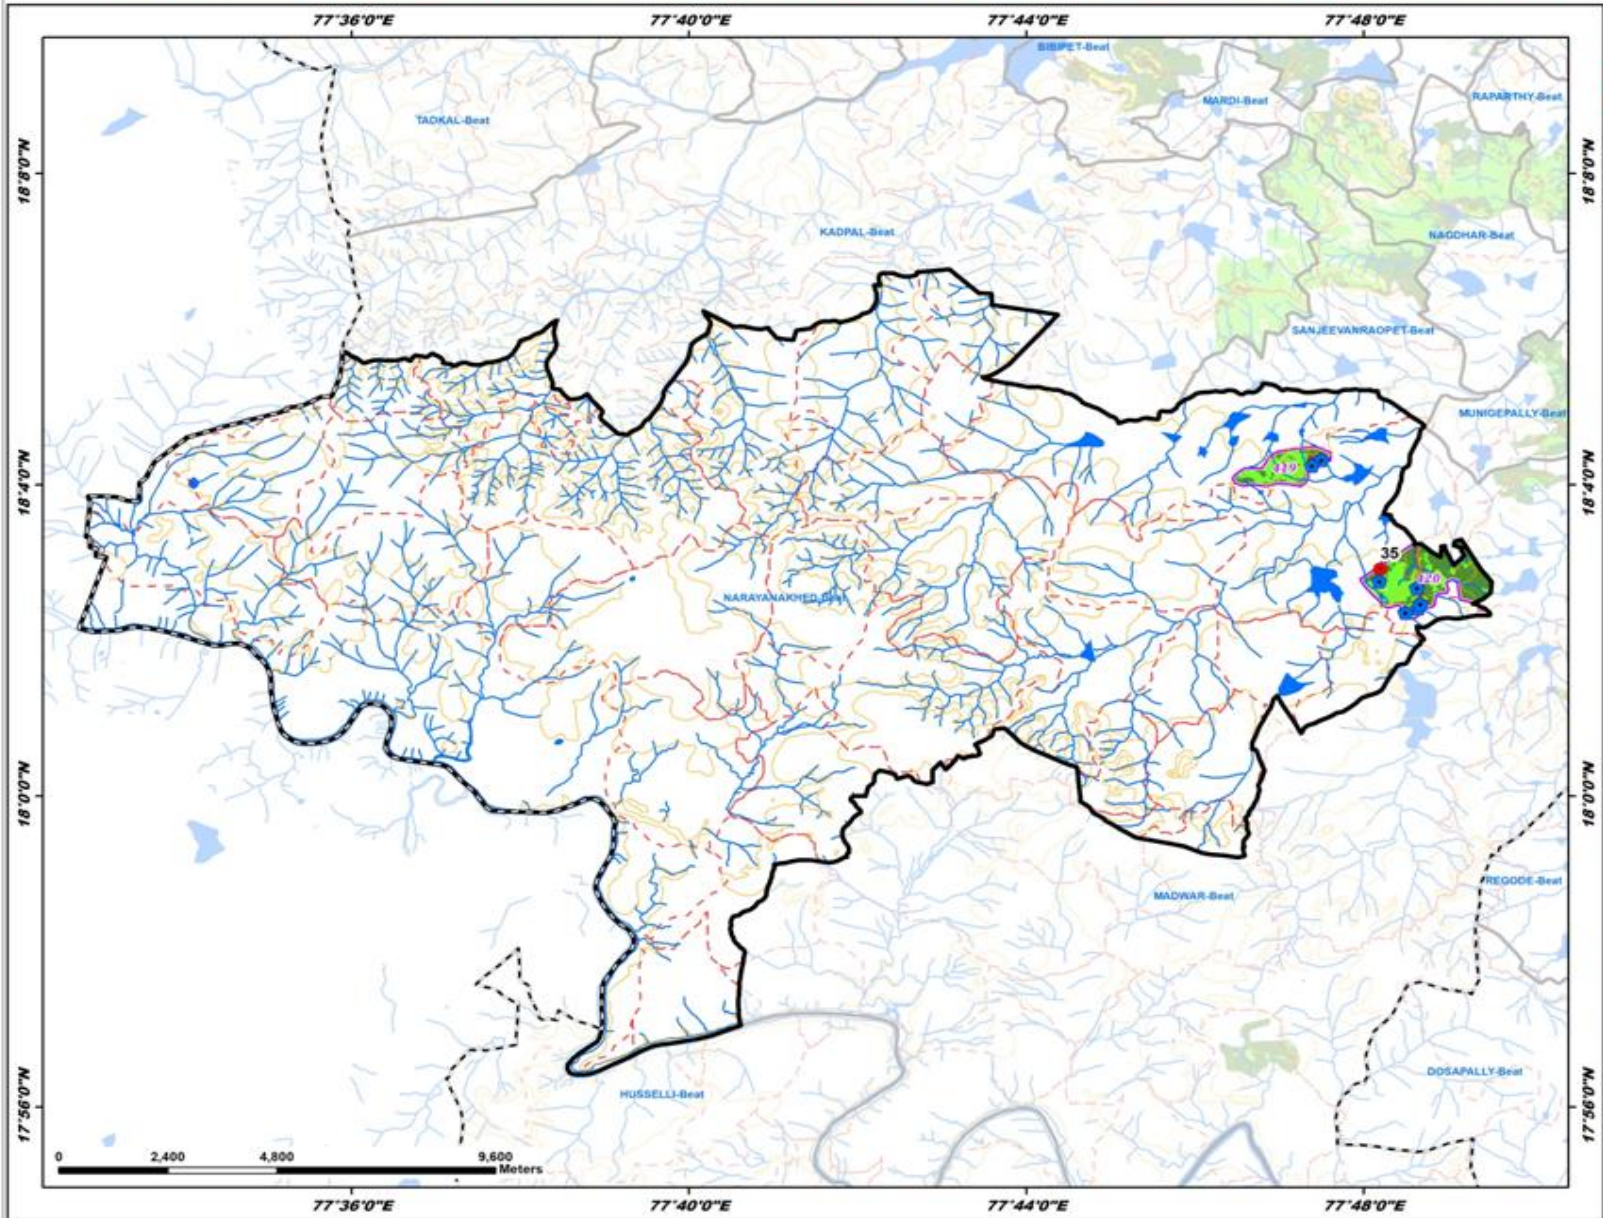 77°36'0"E 77°40'0"E 77°44'0"E 77°48'0"E
BIBIPET-Beat
RAPARTHY-Beat
MARDI-Beat
TADKAL-Beat
18°8'0"N 18°8'0"N
KADPAL-Beat
NAGDHAR-Beat
SANJEEVANRAOPET-Beat
MUNIGEPALLY-Beat
419
18°4'0"N 18°4'0"N
35
420
NARAYANAKHED-Beat
18°0'0"N 18°0'0"N
REGODE-Beat
MADWAR-Beat
DOSAPALLY-Beat
HUSSELLI-Beat
17°56'0"N 17°56'0"N
0 2,400 4,800 9,600
Meters
77°36'0"E 77°40'0"E 77°44'0"E 77°48'0"E